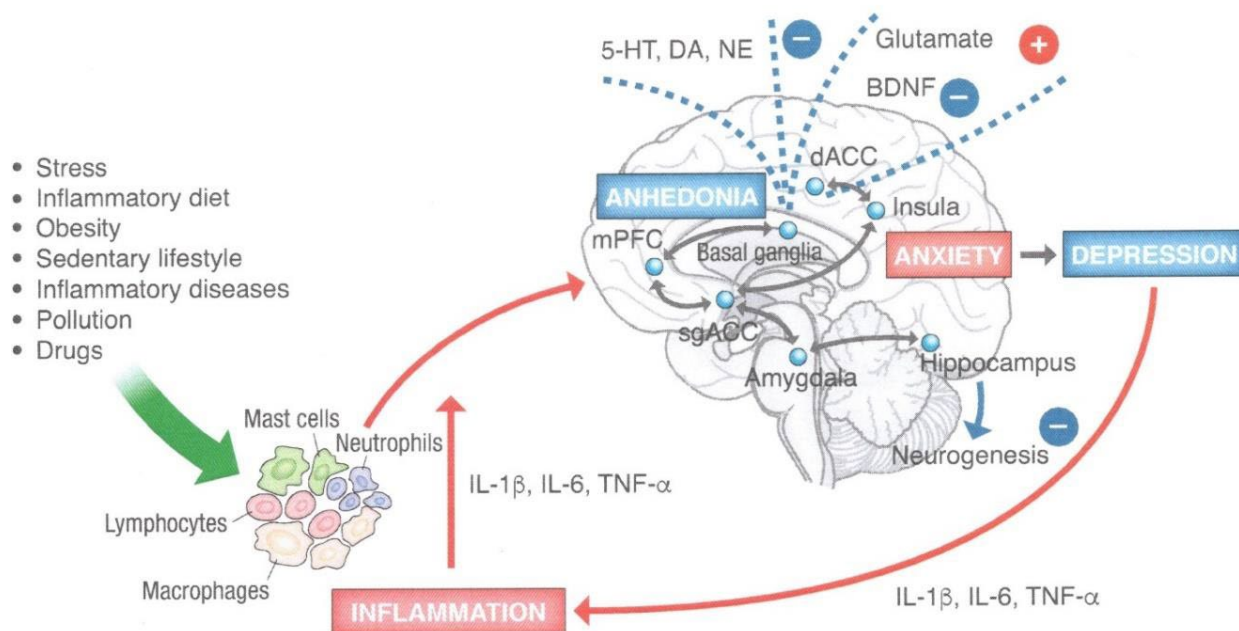 5-HT, DA, NE
−
Glutamate
+
BDNF
−
• Stress
• Inflammatory diet
• Obesity
• Sedentary lifestyle
• Inflammatory diseases
• Pollution
• Drugs
dACC
ANHEDONIA
Insula
mPFC
Basal ganglia
ANXIETY
DEPRESSION
sgACC
Amygdala
Hippocampus
Neurogenesis
−
Mast cells
Neutrophils
Lymphocytes
Macrophages
IL-1β, IL-6, TNF-α
INFLAMMATION
IL-1β, IL-6, TNF-α